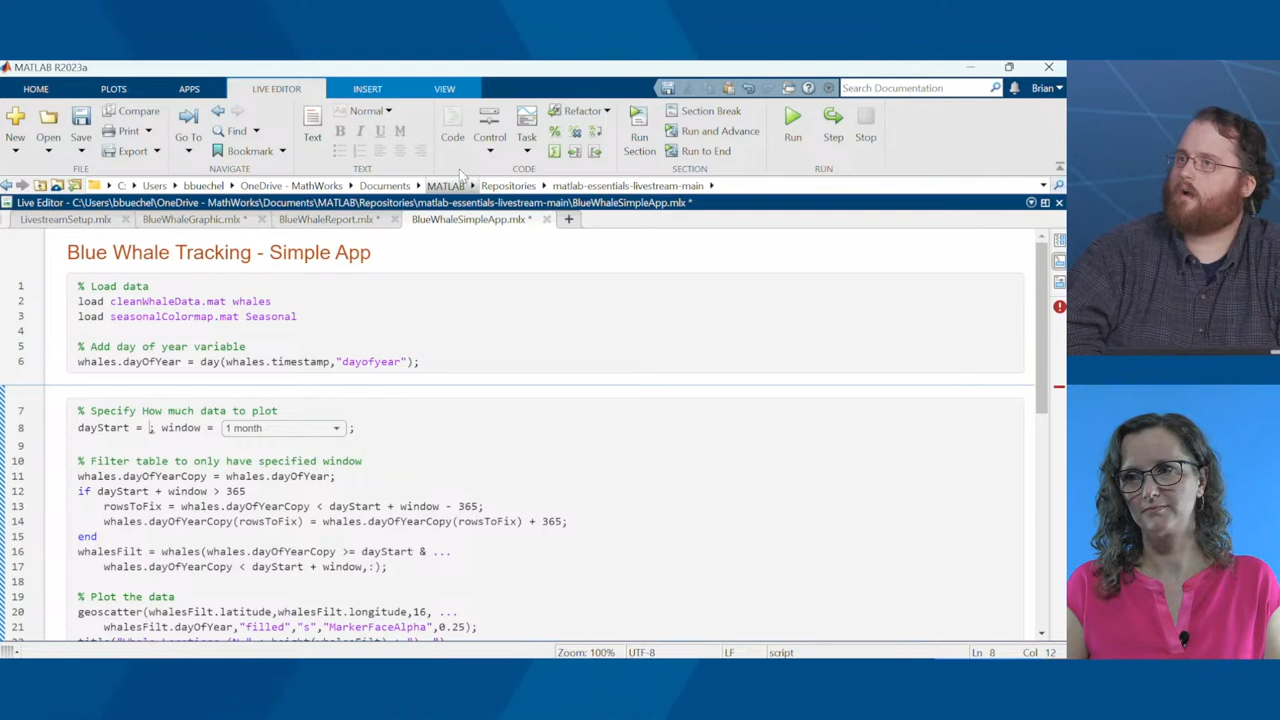 MATLAB R2023a
HOME PLOTS APPS LIVE EDITOR INSERT VIEW Search Documentation Brian
New Open Save Compare Print Export
Go To Find Bookmark
Text Normal B I U M
Code Control Task Refactor
Run Section Section Break Run and Advance Run to End
Run Step Stop
FILE NAVIGATE TEXT CODE SECTION RUN
C: Users bbuechel OneDrive - MathWorks Documents MATLAB Repositories matlab-essentials-livestream-main
Live Editor - C:\Users\bbuechel\OneDrive - MathWorks\Documents\MATLAB\Repositories\matlab-essentials-livestream-main\BlueWhaleSimpleApp.mlx *
LivestreamSetup.mlx BlueWhaleGraphic.mlx * BlueWhaleReport.mlx * BlueWhaleSimpleApp.mlx *
Blue Whale Tracking - Simple App
1 % Load data
2 load cleanWhaleData.mat whales
3 load seasonalColormap.mat Seasonal
4
5 % Add day of year variable
6 whales.dayOfYear = day(whales.timestamp,"dayofyear");
7 % Specify How much data to plot
8 dayStart = ; window = 1 month ;
9
10 % Filter table to only have specified window
11 whales.dayOfYearCopy = whales.dayOfYear;
12 if dayStart + window > 365
13 rowsToFix = whales.dayOfYearCopy < dayStart + window - 365;
14 whales.dayOfYearCopy(rowsToFix) = whales.dayOfYearCopy(rowsToFix) + 365;
15 end
16 whalesFilt = whales(whales.dayOfYearCopy >= dayStart & ...
17 whales.dayOfYearCopy < dayStart + window,:);
18
19 % Plot the data
20 geoscatter(whalesFilt.latitude,whalesFilt.longitude,16, ...
21 whalesFilt.dayOfYear,"filled","s","MarkerFaceAlpha",0.25);
Zoom: 100% UTF-8 LF script Ln 8 Col 12